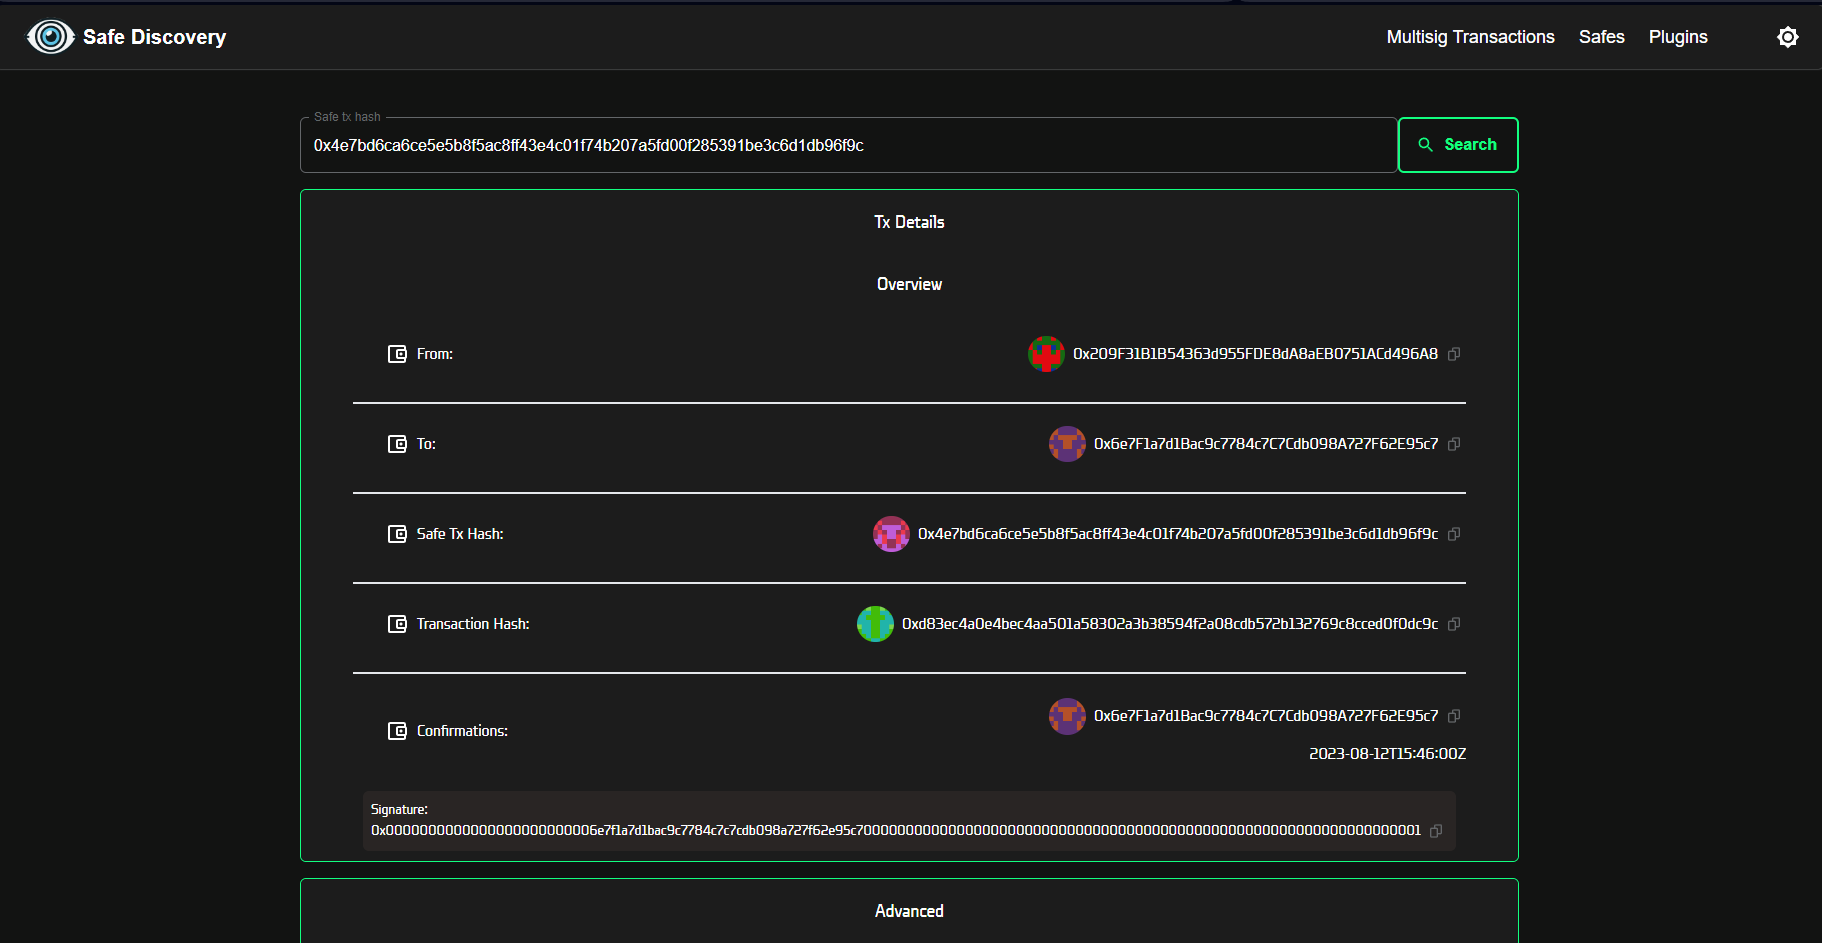 Safe Discovery
Multisig Transactions Safes Plugins
Safe tx hash
0x4e7bd6ca6ce5e5b8f5ac8ff43e4c01f74b207a5fd00f285391be3c6d1db96f9c
Search
Tx Details
Overview
From: 0x209F31B1B54363d955FDE8dA8aEB0751ACd496A8
To: 0x6e7F1a7d1Bac9c7784c7C7Cdb098A727F62E95c7
Safe Tx Hash: 0x4e7bd6ca6ce5e5b8f5ac8ff43e4c01f74b207a5fd00f285391be3c6d1db96f9c
Transaction Hash: 0xd83ec4a0e4bec4aa501a58302a3b38594f2a08cdb572b132769c8cced0f0dc9c
Confirmations: 0x6e7F1a7d1Bac9c7784c7C7Cdb098A727F62E95c7
2023-08-12T15:46:00Z
Signature:
0x0000000000000000000000006e7f1a7d1bac9c7784c7c7cdb098a727f62e95c7000000000000000000000000000000000000000000000000000000000000000001
Advanced